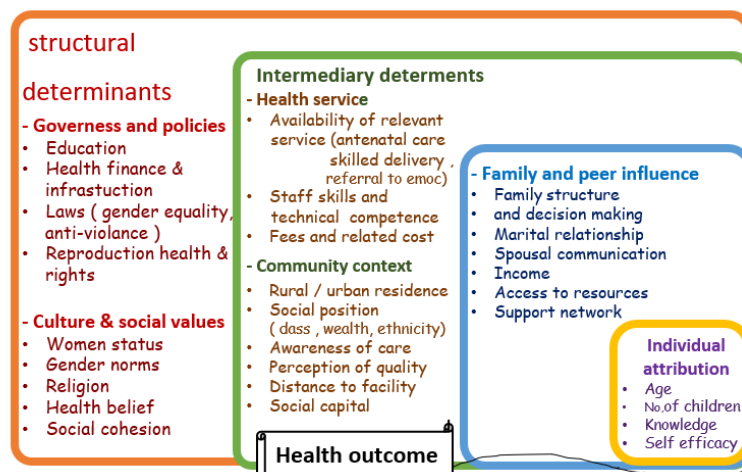 structural
determinants
- Governess and policies
• Education
• Health finance &
infrastuction
• Laws ( gender equality,
anti-violance )
• Reproduction health &
rights
- Culture & social values
• Women status
• Gender norms
• Religion
• Health belief
• Social cohesion
Intermediary determents
- Health service
• Availability of relevant
service (antenatal care
skilled delivery ,
referral to emoc)
• Staff skills and
technical competence
• Fees and related cost
- Community context
• Rural / urban residence
• Social position
( dass , wealth, ethnicity)
• Awareness of care
• Perception of quality
• Distance to facility
• Social capital
- Family and peer influence
• Family structure
• and decision making
• Marital relationship
• Spousal communication
• Income
• Access to resources
• Support network
Individual
attribution
• Age
• No,of children
• Knowledge
• Self efficacy
Health outcome